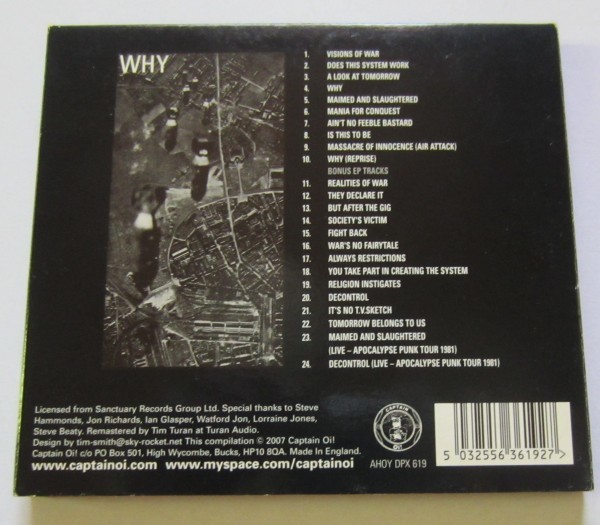 WHY
1. VISIONS OF WAR
2. DOES THIS SYSTEM WORK
3. A LOOK AT TOMORROW
4. WHY
5. MAIMED AND SLAUGHTERED
6. MANIA FOR CONQUEST
7. AIN'T NO FEEBLE BASTARD
8. IS THIS TO BE
9. MASSACRE OF INNOCENCE (AIR ATTACK)
10. WHY (REPRISE)
BONUS EP TRACKS
11. REALITIES OF WAR
12. THEY DECLARE IT
13. BUT AFTER THE GIG
14. SOCIETY'S VICTIM
15. FIGHT BACK
16. WAR'S NO FAIRYTALE
17. ALWAYS RESTRICTIONS
18. YOU TAKE PART IN CREATING THE SYSTEM
19. RELIGION INSTIGATES
20. DECONTROL
21. IT'S NO T.V.SKETCH
22. TOMORROW BELONGS TO US
23. MAIMED AND SLAUGHTERED
(LIVE – APOCALYPSE PUNK TOUR 1981)
24. DECONTROL (LIVE – APOCALYPSE PUNK TOUR 1981)
Licensed from Sanctuary Records Group Ltd. Special thanks to Steve
Hammonds, Jon Richards, Ian Glasper, Watford Jon, Lorraine Jones,
Steve Beaty. Remastered by Tim Turan at Turan Audio.
Design by tim-smith@sky-rocket.net This compilation © 2007 Captain Oi!
Captain Oi! c/o PO Box 501, High Wycombe, Bucks, HP10 8QA. Made in England.
www.captainoi.com www.myspace.com/captainoi
CAPTAIN
Oi!
AHOY DPX 619
5 032556 361927 >